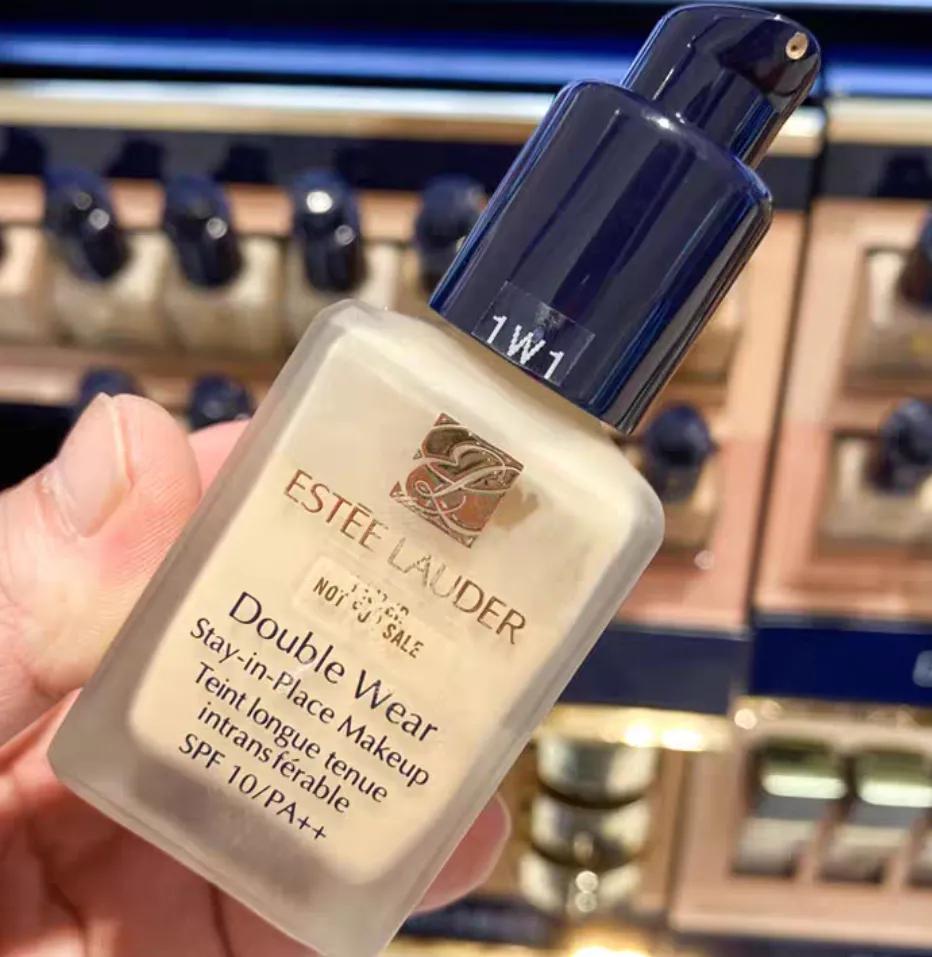 1W1
ESTĒE LAUDER
NOT SALE
Double Wear
Stay-in-Place Makeup
Teint longue tenue
intransférable
SPF 10/PA++